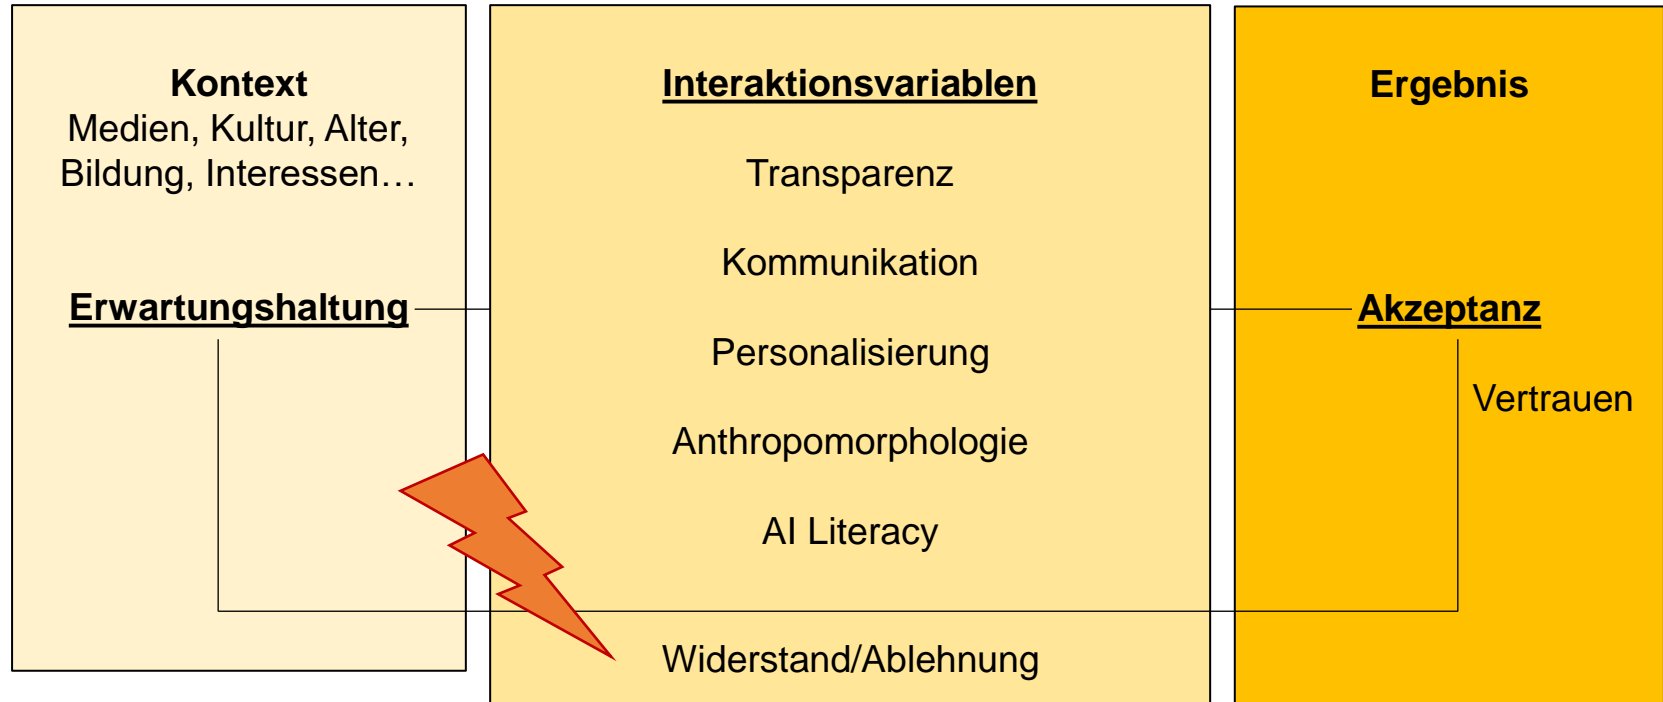 Kontext
Medien, Kultur, Alter,
Bildung, Interessen…
Erwartungshaltung
Interaktionsvariablen
Transparenz
Kommunikation
Personalisierung
Anthropomorphologie
AI Literacy
Widerstand/Ablehnung
Ergebnis
Akzeptanz
Vertrauen